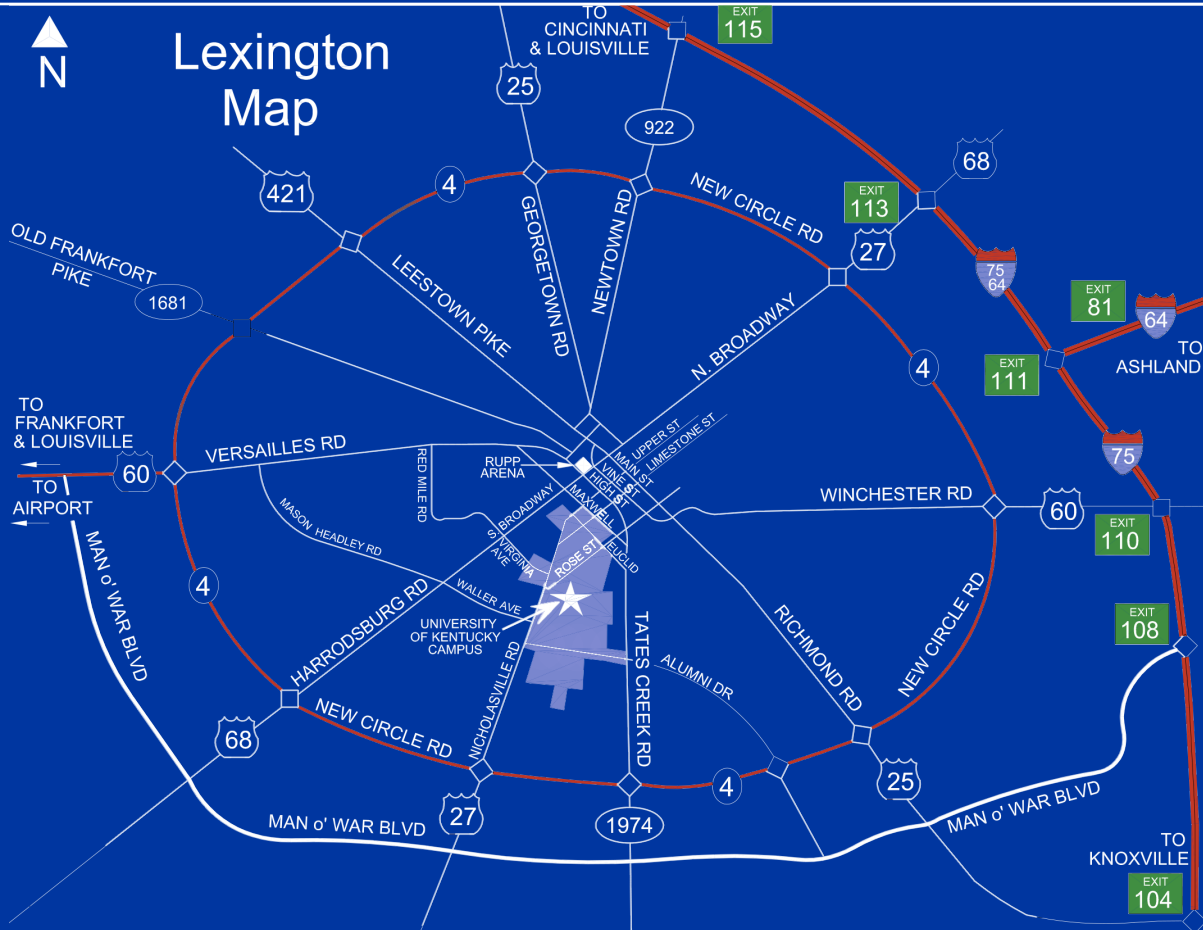 N
Lexington
Map
TO
CINCINNATI
& LOUISVILLE
EXIT
115
25
922
68
421
4
NEW CIRCLE RD
EXIT
113
27
GEORGETOWN RD
NEWTOWN RD
OLD FRANKFORT
PIKE
1681
LEESTOWN PIKE
N. BROADWAY
75
64
EXIT
81
64
TO
ASHLAND
EXIT
111
4
TO
FRANKFORT
& LOUISVILLE
60
TO
AIRPORT
VERSAILLES RD
RED MILE RD
RUPP
ARENA
UPPER ST
MAIN ST
LIMESTONE ST
VINE ST
HIGH ST
MAXWELL
75
WINCHESTER RD
60
EXIT
110
MASON HEADLEY RD
BROADWAY
S
VIRGINIA
AVE
ROSE ST
EUCLID
MAN o' WAR BLVD
4
WALLER AVE
UNIVERSITY
OF KENTUCKY
CAMPUS
HARRODSBURG RD
NICHOLASVILLE RD
TATES CREEK RD
ALUMNI DR
RICHMOND RD
NEW CIRCLE RD
EXIT
108
68
NEW CIRCLE RD
4
25
27
1974
MAN o' WAR BLVD
MAN o' WAR BLVD
TO
KNOXVILLE
EXIT
104